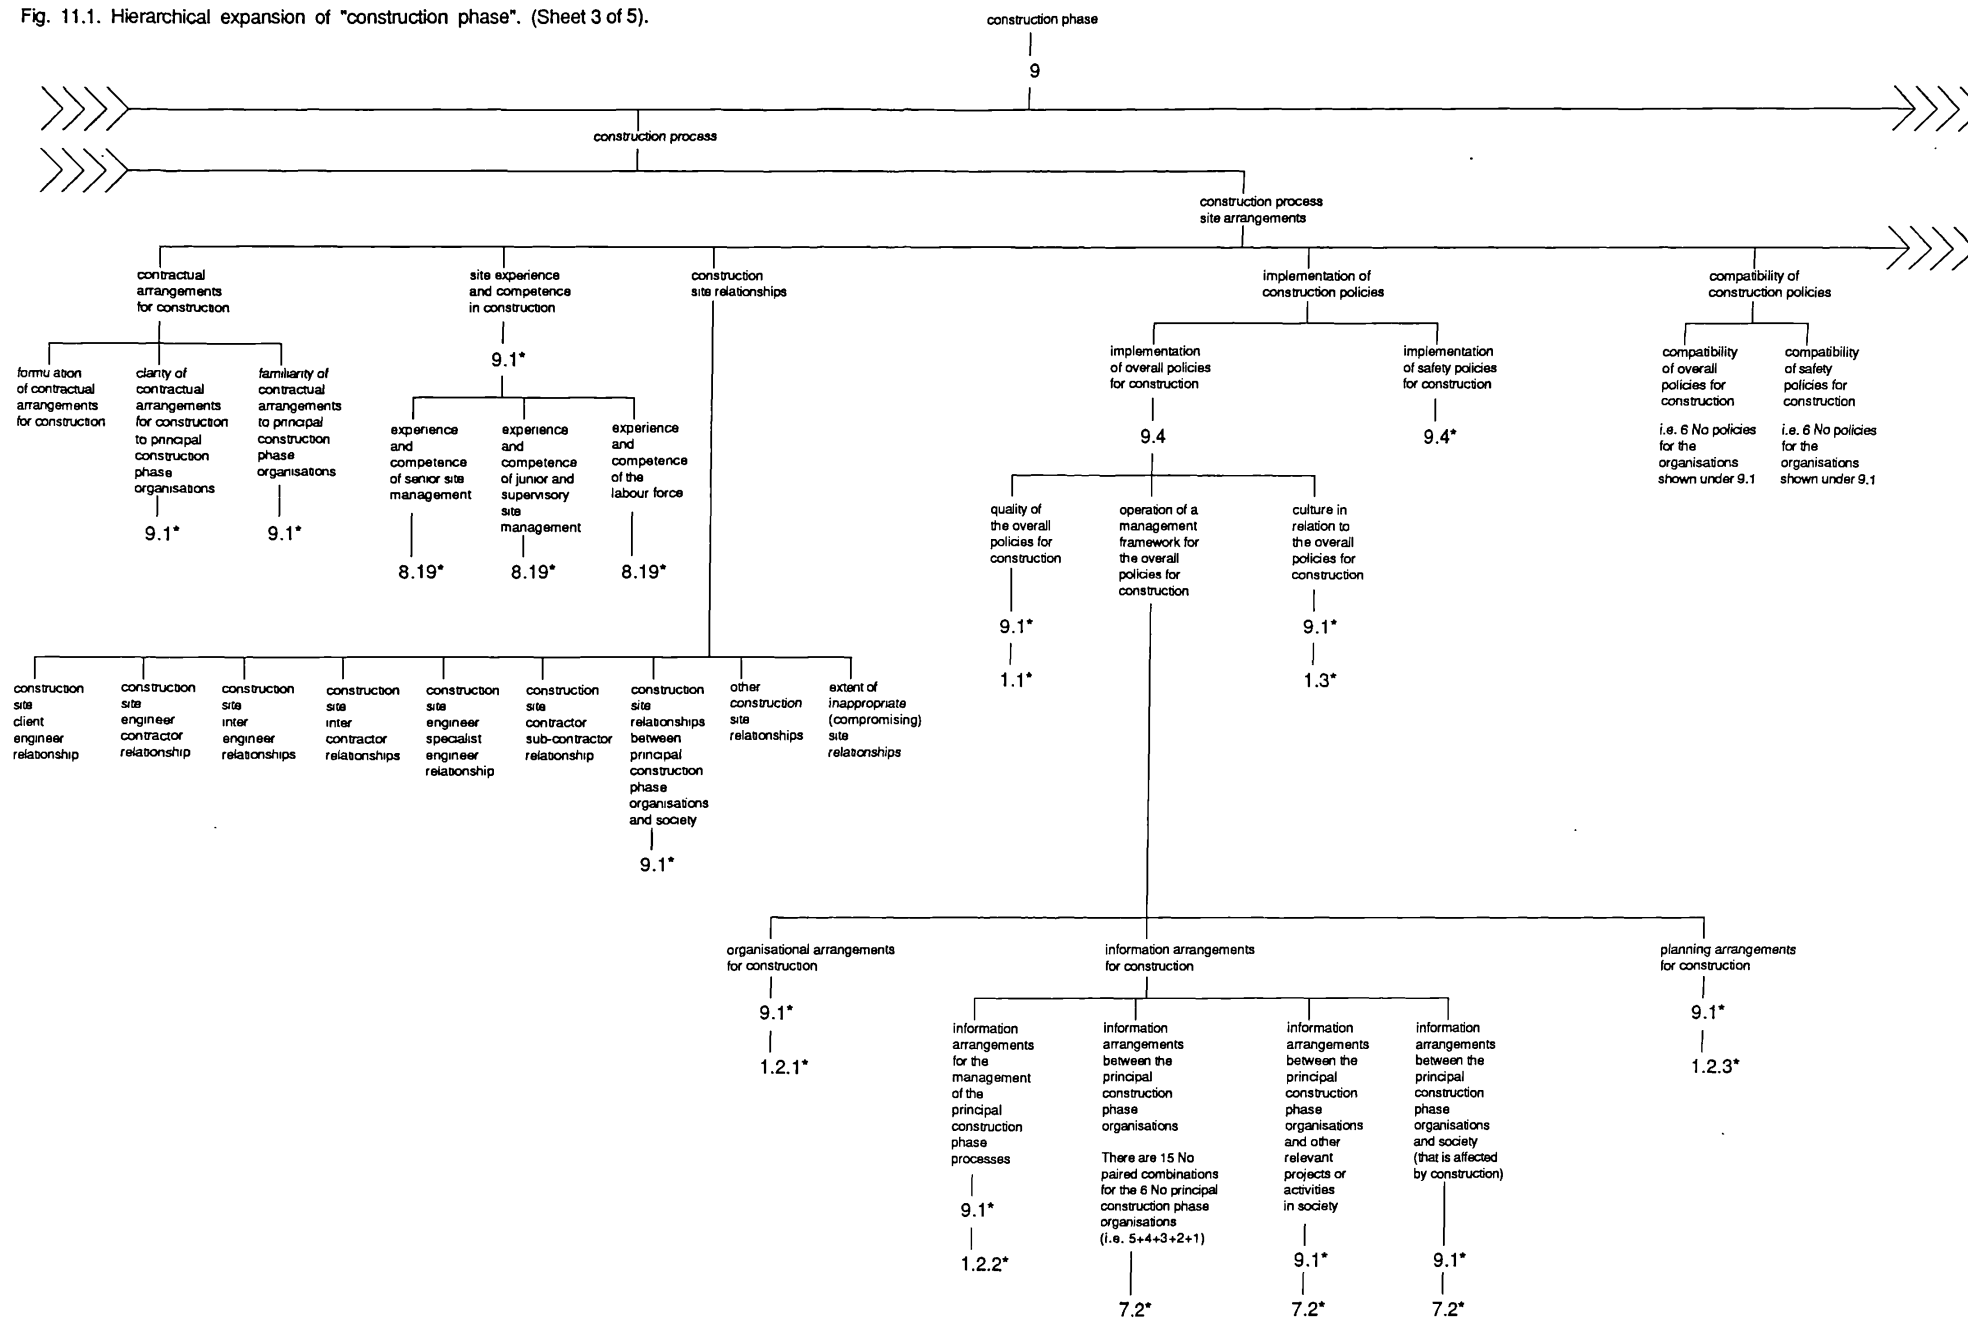 Fig. 11.1. Hierarchical expansion of "construction phase". (Sheet 3 of 5).
construction phase
9
construction process
construction process
site arrangements
contractual
arrangements
for construction
site experience
and competence
in construction
construction
site relationships
implementation of
construction policies
compatibility of
construction policies
formu ation
of contractual
arrangements
for construction
clarity of
contractual
arrangements
for construction
to principal
construction
phase
organisations
9.1*
familiarity of
contractual
arrangements
to principal
construction
phase
organisations
9.1*
9.1*
experience
and
competence
of senior site
management
8.19*
experience
and
competence
of junior and
supervisory
site
management
8.19*
experience
and
competence
of the
labour force
8.19*
implementation
of overall policies
for construction
9.4
implementation
of safety policies
for construction
9.4*
compatibility
of overall
policies for
construction
i.e. 6 No policies
for the
organisations
shown under 9.1
compatibility
of safety
policies for
construction
i.e. 6 No policies
for the
organisations
shown under 9.1
quality of
the overall
policies for
construction
9.1*
1.1*
operation of a
management
framework for
the overall
policies for
construction
culture in
relation to
the overall
policies for
construction
9.1*
1.3*
construction
site
client
engineer
relationship
construction
site
engineer
contractor
relationship
construction
site
inter
engineer
relationships
construction
site
inter
contractor
relationships
construction
site
engineer
specialist
engineer
relationship
construction
site
contractor
sub-contractor
relationship
construction
site
relationships
between
principal
construction
phase
organisations
and society
9.1*
other
construction
site
relationships
extent of
inappropriate
(compromising)
site
relationships
organisational arrangements
for construction
9.1*
1.2.1*
information arrangements
for construction
planning arrangements
for construction
9.1*
1.2.3*
information
arrangements
for the
management
of the
principal
construction
phase
processes
9.1*
1.2.2*
information
arrangements
between the
principal
construction
phase
organisations
There are 15 No
paired combinations
for the 6 No principal
construction phase
organisations
(i.e. 5+4+3+2+1)
7.2*
information
arrangements
between the
principal
construction
phase
organisations
and other
relevant
projects or
activities
in society
9.1*
7.2*
information
arrangements
between the
principal
construction
phase
organisations
and society
(that is affected
by construction)
9.1*
7.2*